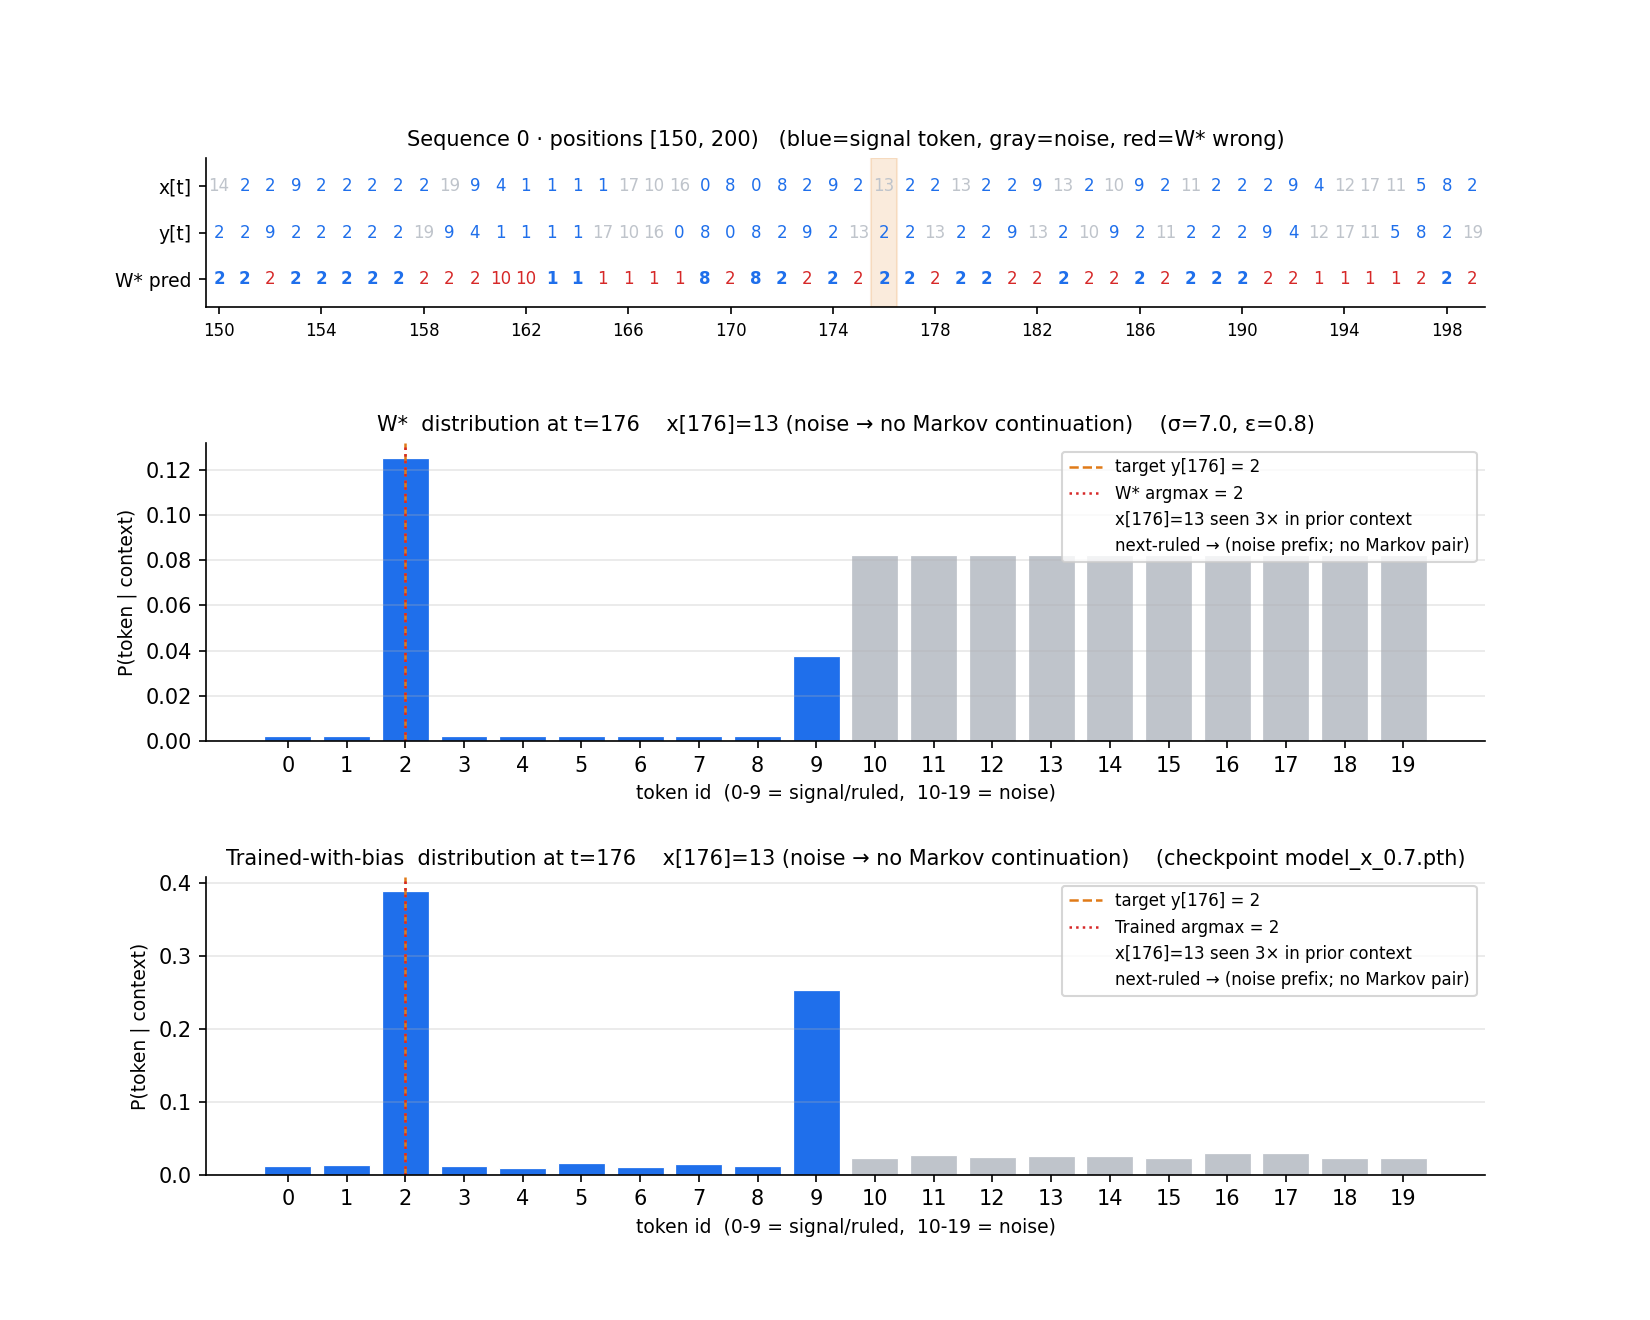 Sequence 0 · positions [150, 200) (blue=signal token, gray=noise, red=W* wrong)
x[t] 14 2 2 9 2 2 2 2 2 19 9 4 1 1 1 1 17 10 16 0 8 0 8 2 9 2 13 2 2 13 2 2 9 13 2 10 9 2 11 2 2 2 9 4 12 17 11 5 8 2
y[t] 2 2 9 2 2 2 2 2 19 9 4 1 1 1 1 17 10 16 0 8 0 8 2 9 2 13 2 2 13 2 2 9 13 2 10 9 2 11 2 2 2 9 4 12 17 11 5 8 2 19
W* pred 2 2 2 2 2 2 2 2 2 2 2 10 10 1 1 1 1 1 1 8 2 8 2 2 2 2 2 2 2 2 2 2 2 2 2 2 2 2 2 2 2 2 2 1 1 1 1 2 2 2
150 154 158 162 166 170 174 178 182 186 190 194 198
W* distribution at t=176 x[176]=13 (noise → no Markov continuation) (σ=7.0, ε=0.8)
P(token | context)
0.12
0.10
0.08
0.06
0.04
0.02
0.00
target y[176] = 2
W* argmax = 2
x[176]=13 seen 3× in prior context
next-ruled → (noise prefix; no Markov pair)
0 1 2 3 4 5 6 7 8 9 10 11 12 13 14 15 16 17 18 19
token id (0-9 = signal/ruled, 10-19 = noise)
Trained-with-bias distribution at t=176 x[176]=13 (noise → no Markov continuation) (checkpoint model_x_0.7.pth)
P(token | context)
0.4
0.3
0.2
0.1
0.0
target y[176] = 2
Trained argmax = 2
x[176]=13 seen 3× in prior context
next-ruled → (noise prefix; no Markov pair)
0 1 2 3 4 5 6 7 8 9 10 11 12 13 14 15 16 17 18 19
token id (0-9 = signal/ruled, 10-19 = noise)